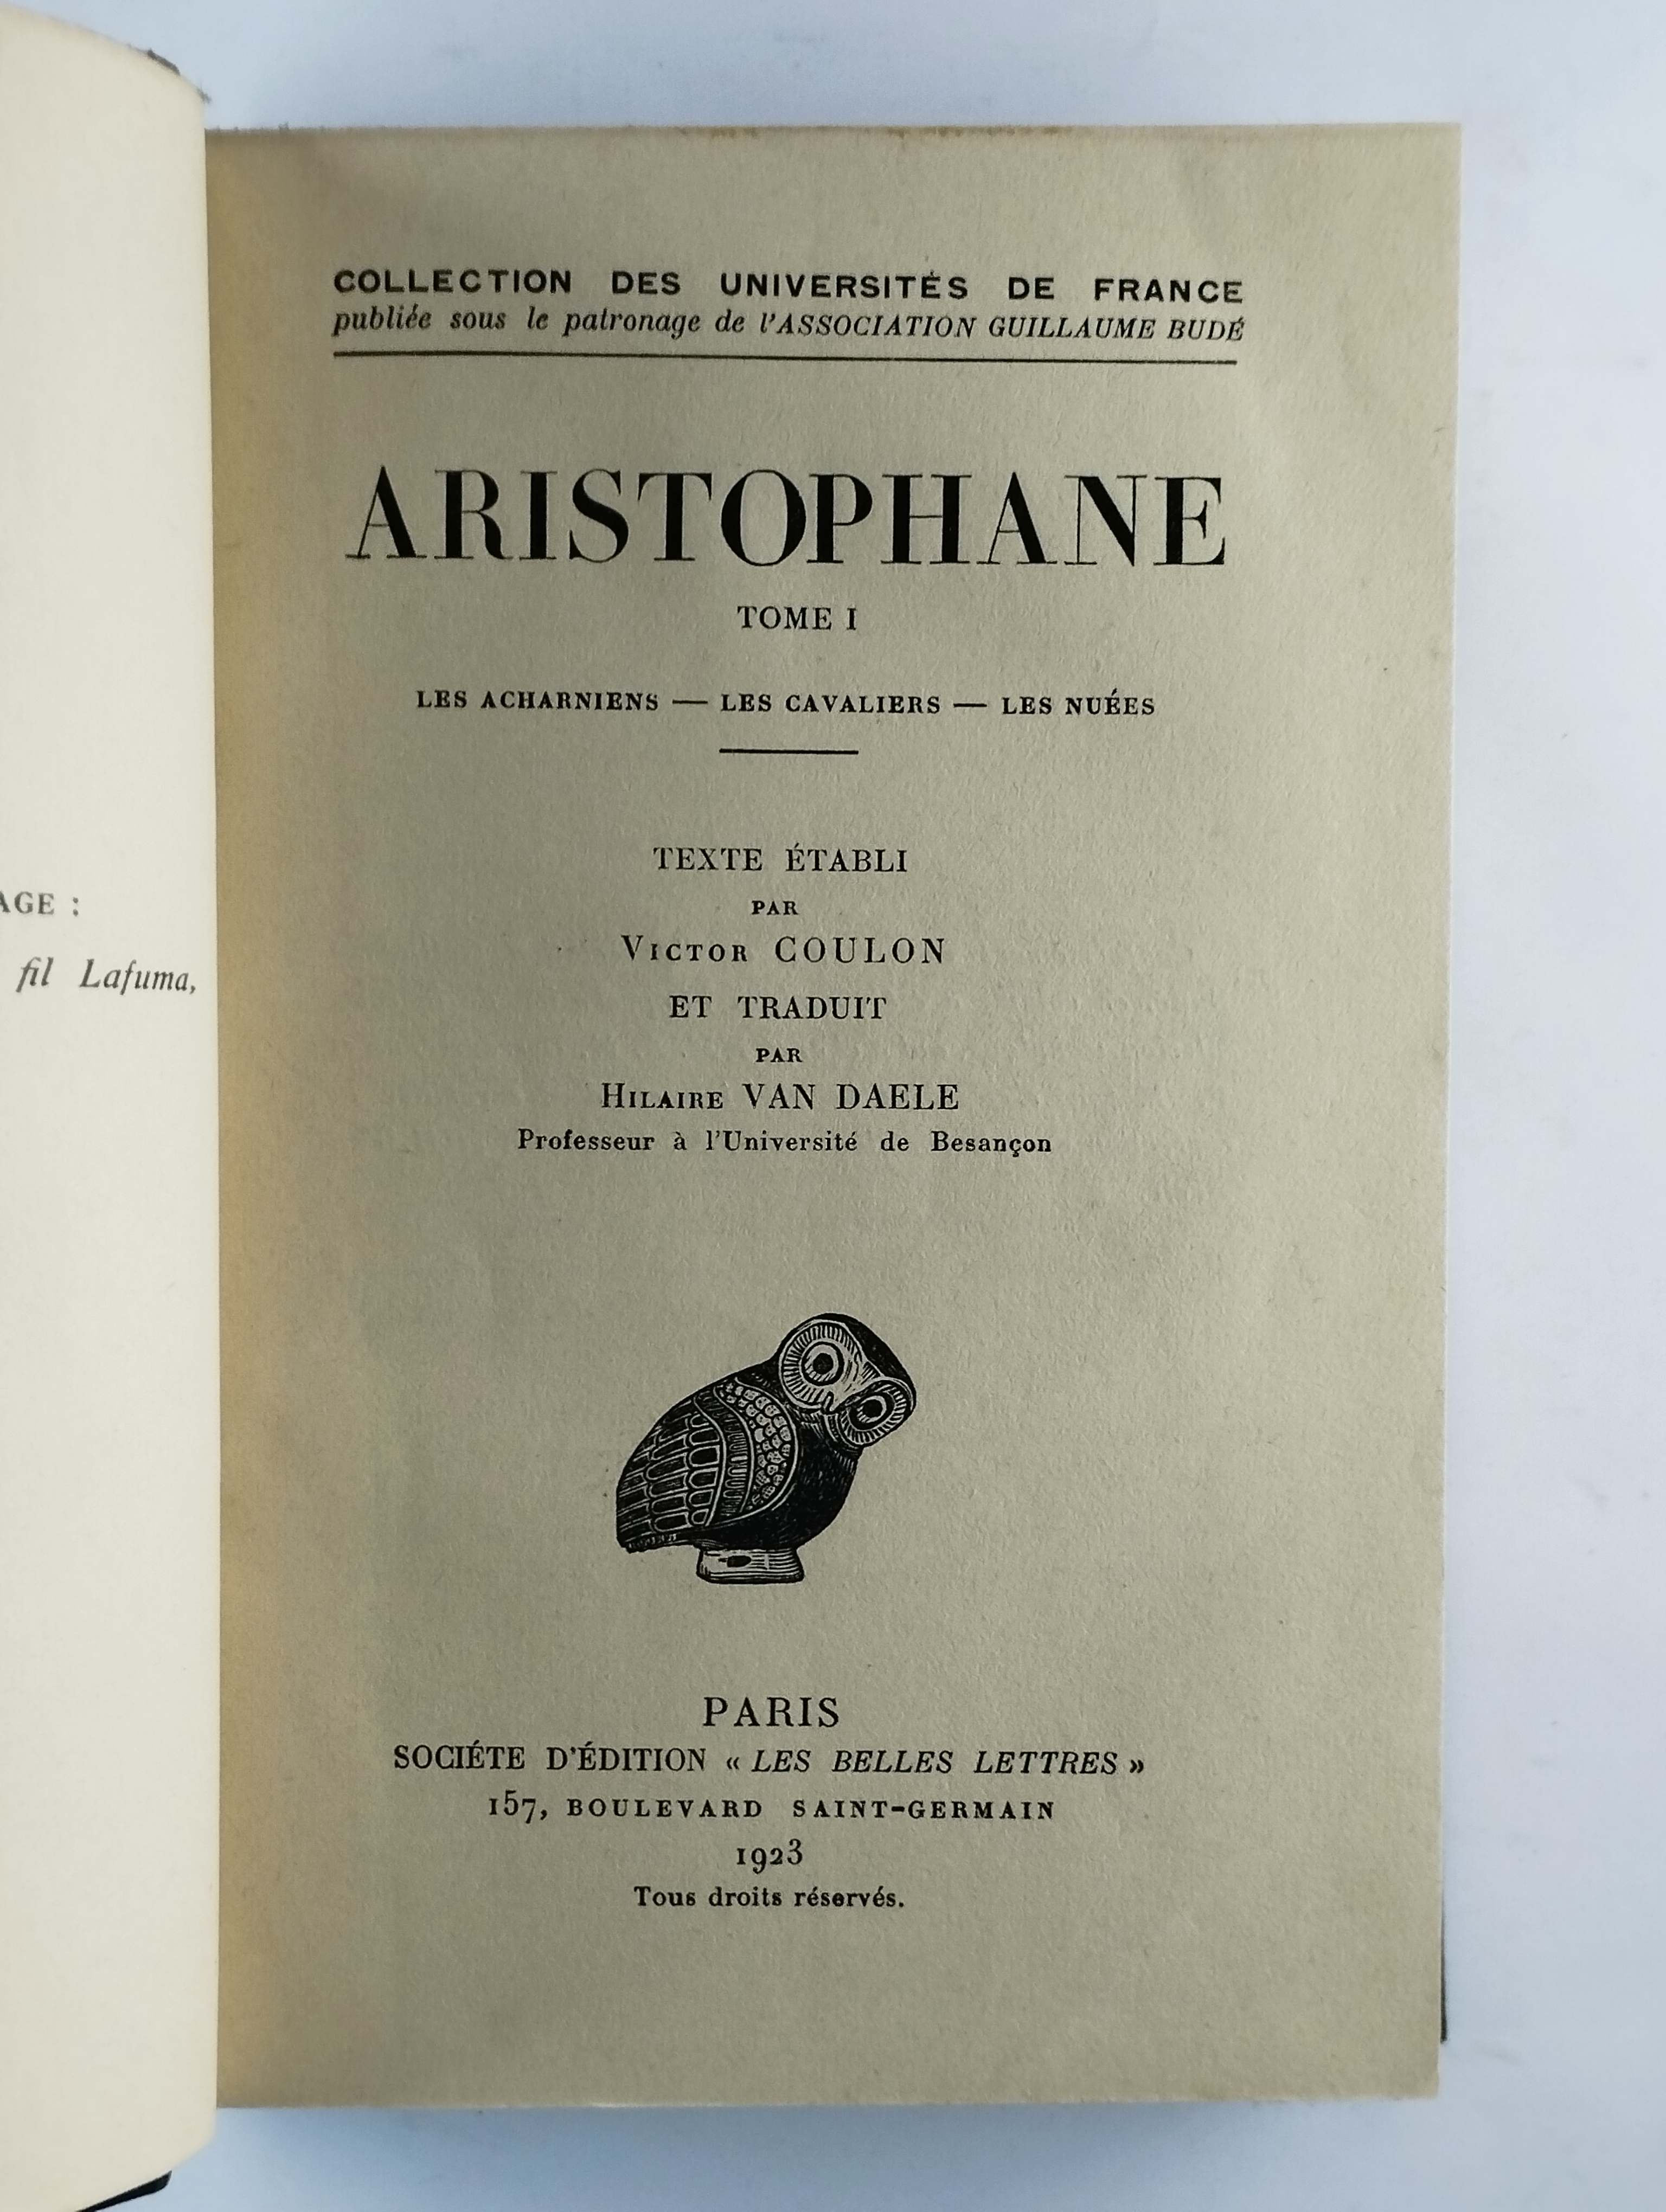 AGE :
fil Lafuma,
COLLECTION DES UNIVERSITÉS DE FRANCE
publiée sous le patronage de l'ASSOCIATION GUILLAUME BUDÉ
ARISTOPHANE
TOME I
LES ACHARNIENS — LES CAVALIERS — LES NUÉES
TEXTE ÉTABLI
PAR
VICTOR COULON
ET TRADUIT
PAR
HILAIRE VAN DAELE
Professeur à l'Université de Besançon
PARIS
SOCIÉTE D'ÉDITION « LES BELLES LETTRES »
157, BOULEVARD SAINT-GERMAIN
1923
Tous droits réservés.